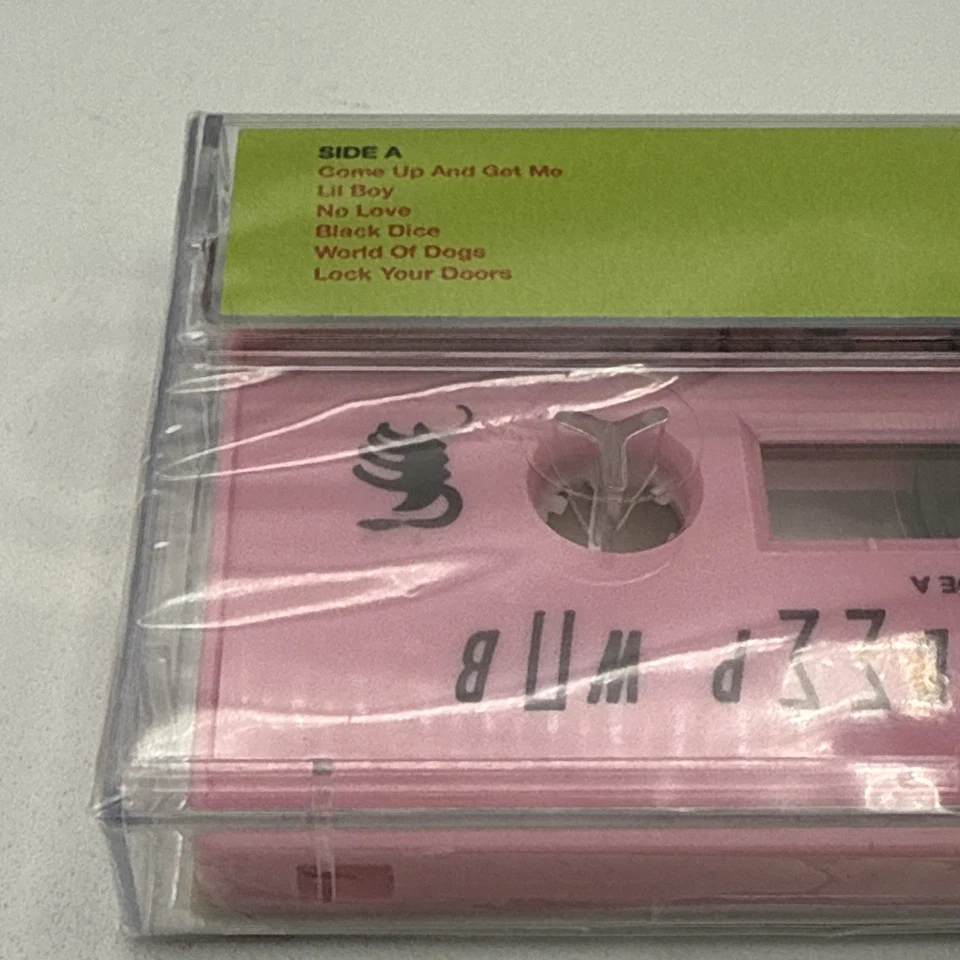 SIDE A
Come Up And Get Me
Lil Boy
No Love
Black Dice
World Of Dogs
Lock Your Doors